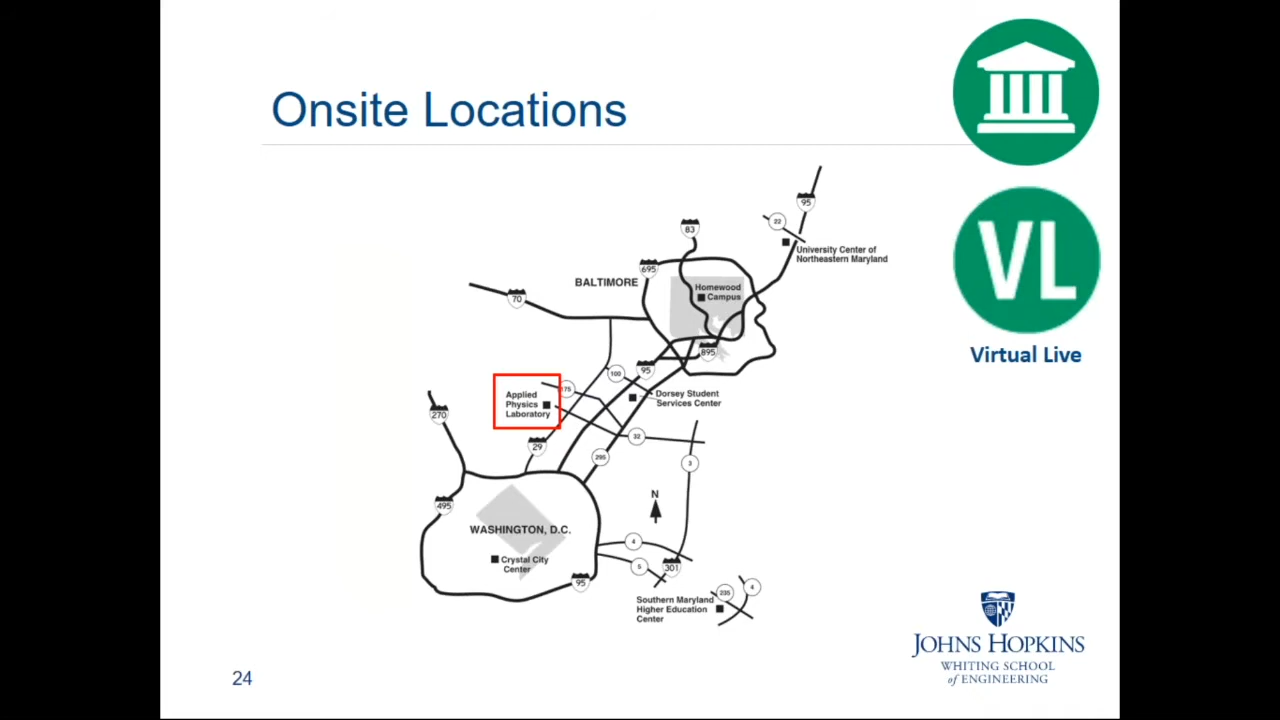 Onsite Locations
VL
Virtual Live
95
22
83
University Center of
Northeastern Maryland
695
BALTIMORE
Homewood
Campus
70
895
95
100
175
Applied
Physics
Laboratory
Dorsey Student
Services Center
270
32
29
295
3
N
495
WASHINGTON, D.C.
4
Crystal City
Center
5
301
95
235
4
Southern Maryland
Higher Education
Center
JOHNS HOPKINS
WHITING SCHOOL
of ENGINEERING
24